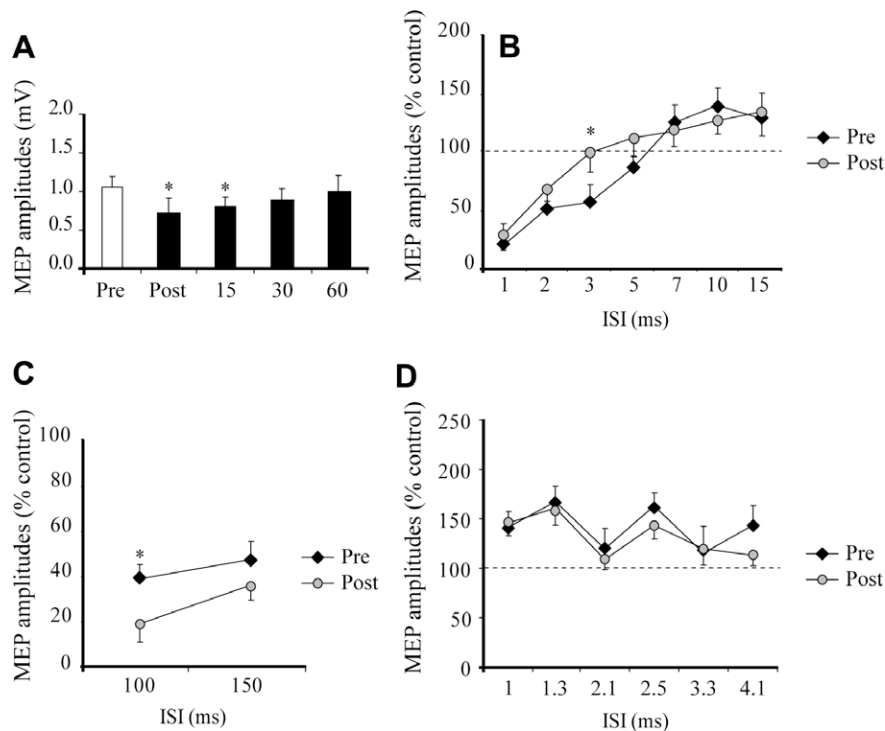 A
MEP amplitudes (mV)
2.0
1.5
1.0
0.5
0.0
* *
Pre Post 15 30 60
B
MEP amplitudes (% control)
200
150
100
50
0
*
1 2 3 5 7 10 15
ISI (ms)
Pre
Post
C
MEP amplitudes (% control)
100
80
60
40
20
0
*
100 150
ISI (ms)
Pre
Post
D
MEP amplitudes (% control)
250
200
150
100
50
0
1 1.3 2.1 2.5 3.3 4.1
ISI (ms)
Pre
Post